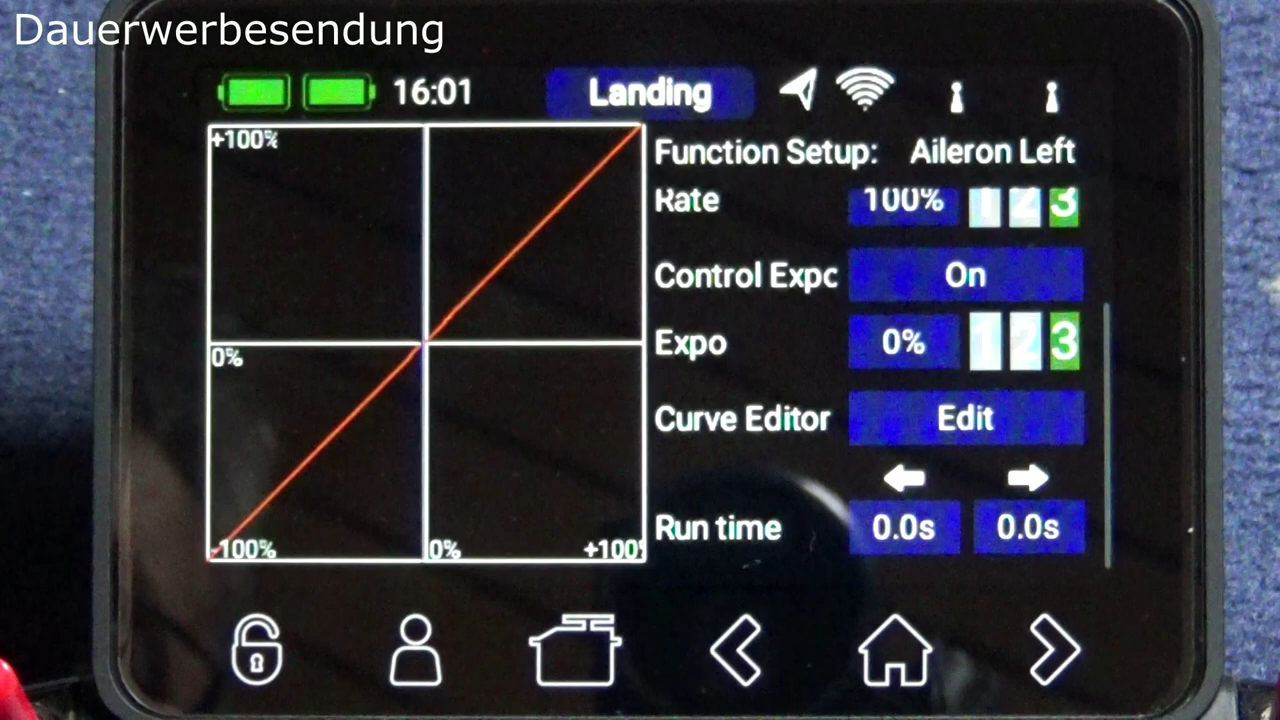 Dauerwerbesendung
16:01 Landing
Function Setup: Aileron Left
+100%
Rate 100% 1 2 3
Control Expo On
0%
Expo 0% 1 2 3
Curve Editor Edit
Run time 0.0s 0.0s
-100% 0% +100%